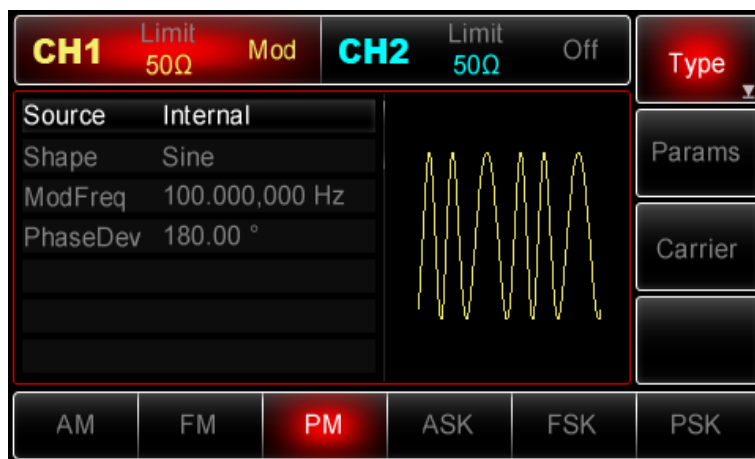 CH1 Limit 50Ω Mod CH2 Limit 50Ω Off
Type
Source Internal
Shape Sine
ModFreq 100.000,000 Hz
PhaseDev 180.00 °
Params
Carrier
AM FM PM ASK FSK PSK